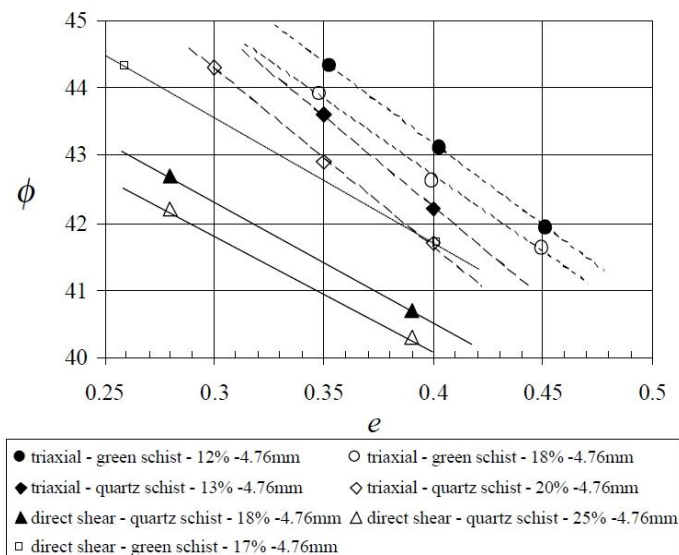 45
44
43
42
41
40
ϕ
0.25 0.3 0.35 0.4 0.45 0.5
e
triaxial - green schist - 12% -4.76mm triaxial - green schist - 18% -4.76mm
triaxial - quartz schist - 13% -4.76mm triaxial - quartz schist - 20% -4.76mm
direct shear - quartz schist - 18% -4.76mm direct shear - quartz schist - 25% -4.76mm
direct shear - green schist - 17% -4.76mm